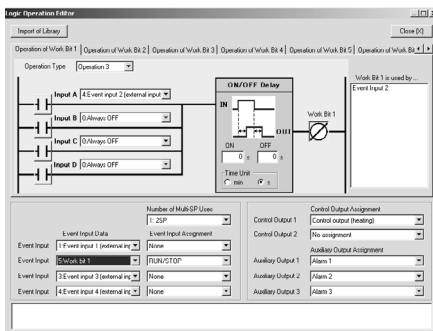 Logic Operation Editor
Import of Library
Close (X)
Operation of Work Bit 1 Operation of Work Bit 2 Operation of Work Bit 3 Operation of Work Bit 4 Operation of Work Bit 5 Operation of Work Bit
Operation Type Operation 3
Input A 4:Event input 2 (external input
Input B 0:Always OFF
Input C 0:Always OFF
Input D 0:Always OFF
ON/OFF Delay
IN
OUT
ON OFF
0 s 0 s
Time Unit
min s
Work Bit 1
Work Bit 1 is used by ...
Event Input 2
Number of Multi-SP Uses
1: 2SP
Event Input Data Event Input Assignment
Event Input 1:Event input 1 (external inp None
Event Input 5:Work bit 1 RUN/STOP
Event Input 3:Event input 3 (external inp None
Event Input 4:Event input 4 (external inp None
Control Output Assignment
Control Output 1 Control output (heating)
Control Output 2 No assignment
Auxiliary Output Assignment
Auxiliary Output 1 Alarm 1
Auxiliary Output 2 Alarm 2
Auxiliary Output 3 Alarm 3